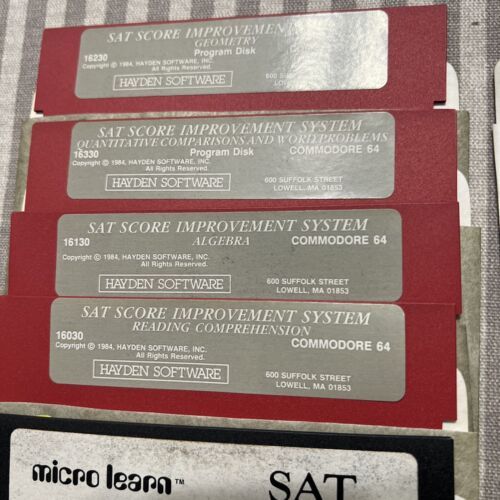 SAT SCORE IMPROVEMENT SYSTEM
GEOMETRY
16230 Program Disk
Copyright © 1984, HAYDEN SOFTWARE, INC.
All Rights Reserved.
HAYDEN SOFTWARE
600
LOWELL, MA
SAT SCORE IMPROVEMENT SYSTEM
QUANTITATIVE COMPARISONS AND WORD PROBLEMS
16330 Program Disk COMMODORE 64
Copyright © 1984, HAYDEN SOFTWARE, INC.
All Rights Reserved.
HAYDEN SOFTWARE
600 SUFFOLK STREET
LOWELL, MA 01853
SAT SCORE IMPROVEMENT SYSTEM
16130 ALGEBRA COMMODORE 64
Copyright © 1984, HAYDEN SOFTWARE, INC.
All Rights Reserved.
HAYDEN SOFTWARE
600 SUFFOLK STREET
LOWELL, MA 01853
SAT SCORE IMPROVEMENT SYSTEM
READING COMPREHENSION
16030 COMMODORE 64
Copyright © 1984, HAYDEN SOFTWARE, INC.
All Rights Reserved.
HAYDEN SOFTWARE
600 SUFFOLK STREET
LOWELL, MA 01853
micro learn™ SAT